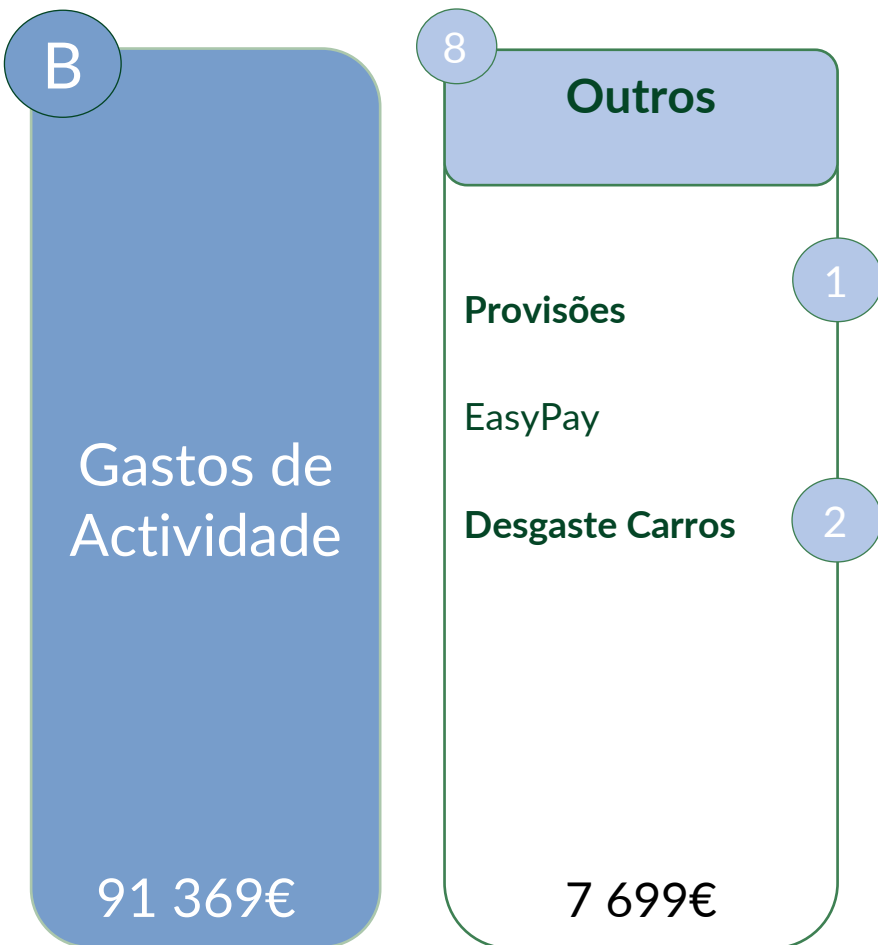 B
Gastos de
Actividade
91 369€
8
Outros
1
Provisões
EasyPay
Desgaste Carros
2
7 699€